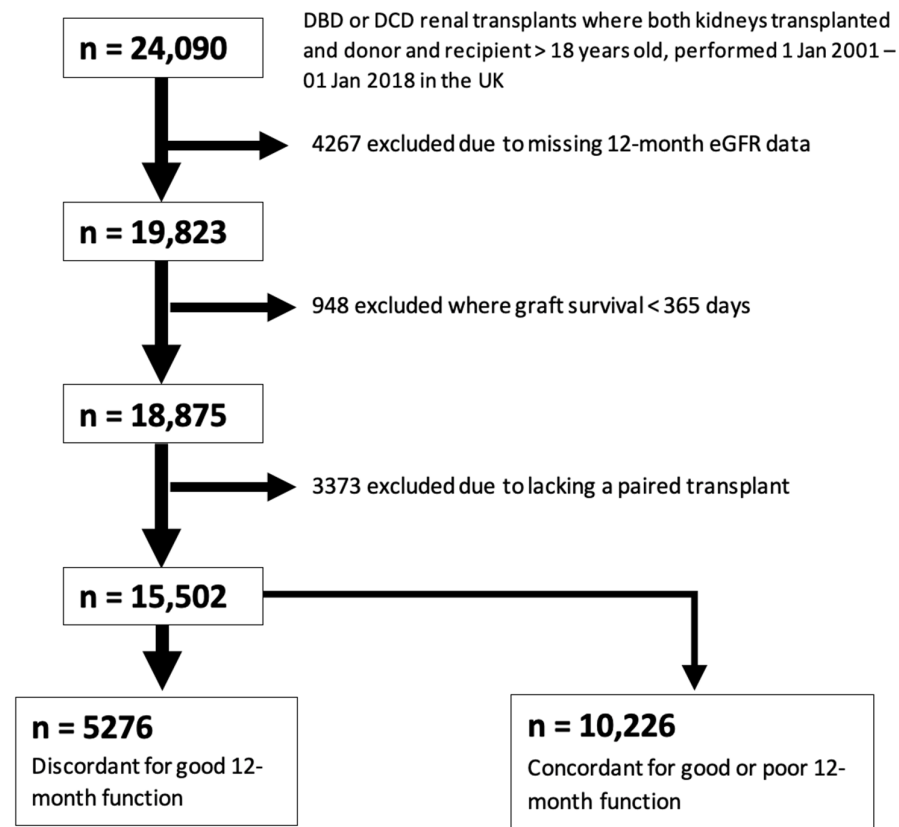 n = 24,090
DBD or DCD renal transplants where both kidneys transplanted
and donor and recipient > 18 years old, performed 1 Jan 2001 –
01 Jan 2018 in the UK
4267 excluded due to missing 12-month eGFR data
n = 19,823
948 excluded where graft survival < 365 days
n = 18,875
3373 excluded due to lacking a paired transplant
n = 15,502
n = 5276
Discordant for good 12-
month function
n = 10,226
Concordant for good or poor 12-
month function